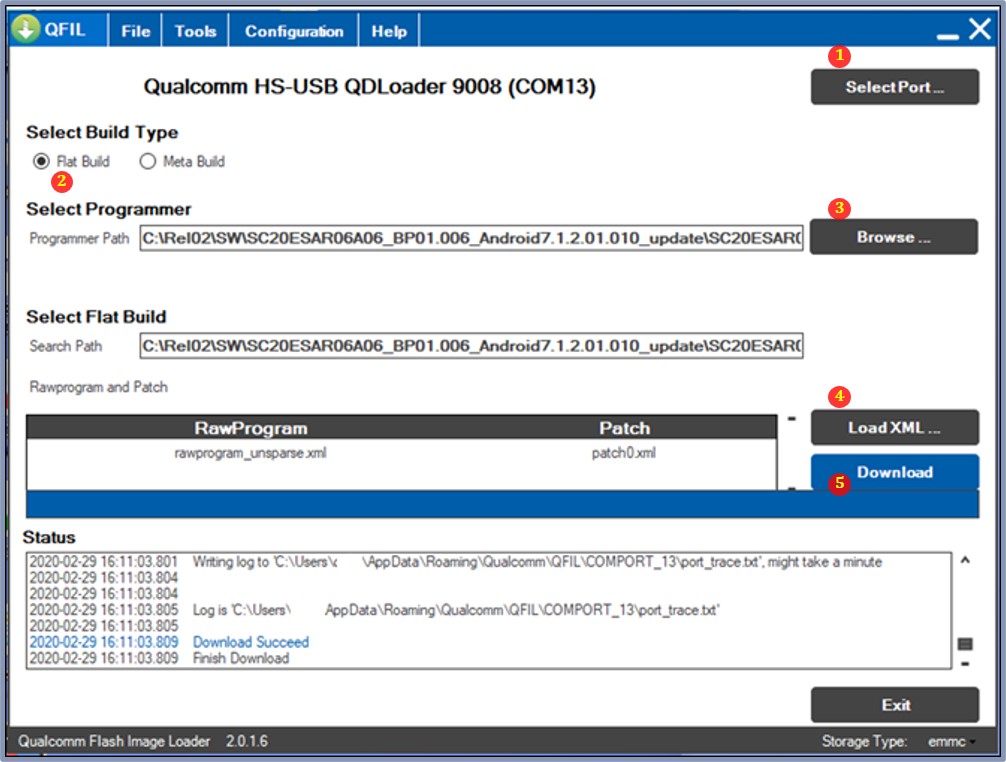 QFIL File Tools Configuration Help
1
Qualcomm HS-USB QDLoader 9008 (COM13) Select Port ...
Select Build Type
Flat Build Meta Build
2
Select Programmer 3
Programmer Path C:\Rel02\SW\SC20ESAR06A06_BP01.006_Android7.1.2.01.010_update\SC20ESAR0 Browse ...
Select Flat Build
Search Path C:\Rel02\SW\SC20ESAR06A06_BP01.006_Android7.1.2.01.010_update\SC20ESAR0
Rawprogram and Patch
4
RawProgram Patch Load XML ...
rawprogram_unsparse.xml patch0.xml
Download
5
Status
2020-02-29 16:11:03.801 Writing log to 'C:\Users\c \AppData\Roaming\Qualcomm\QFIL\COMPORT_13\port_trace.txt', might take a minute
2020-02-29 16:11:03.804
2020-02-29 16:11:03.804
2020-02-29 16:11:03.805 Log is 'C:\Users\ AppData\Roaming\Qualcomm\QFIL\COMPORT_13\port_trace.txt'
2020-02-29 16:11:03.805
2020-02-29 16:11:03.809 Download Succeed
2020-02-29 16:11:03.809 Finish Download
Exit
Qualcomm Flash Image Loader 2.0.1.6 Storage Type: emmc